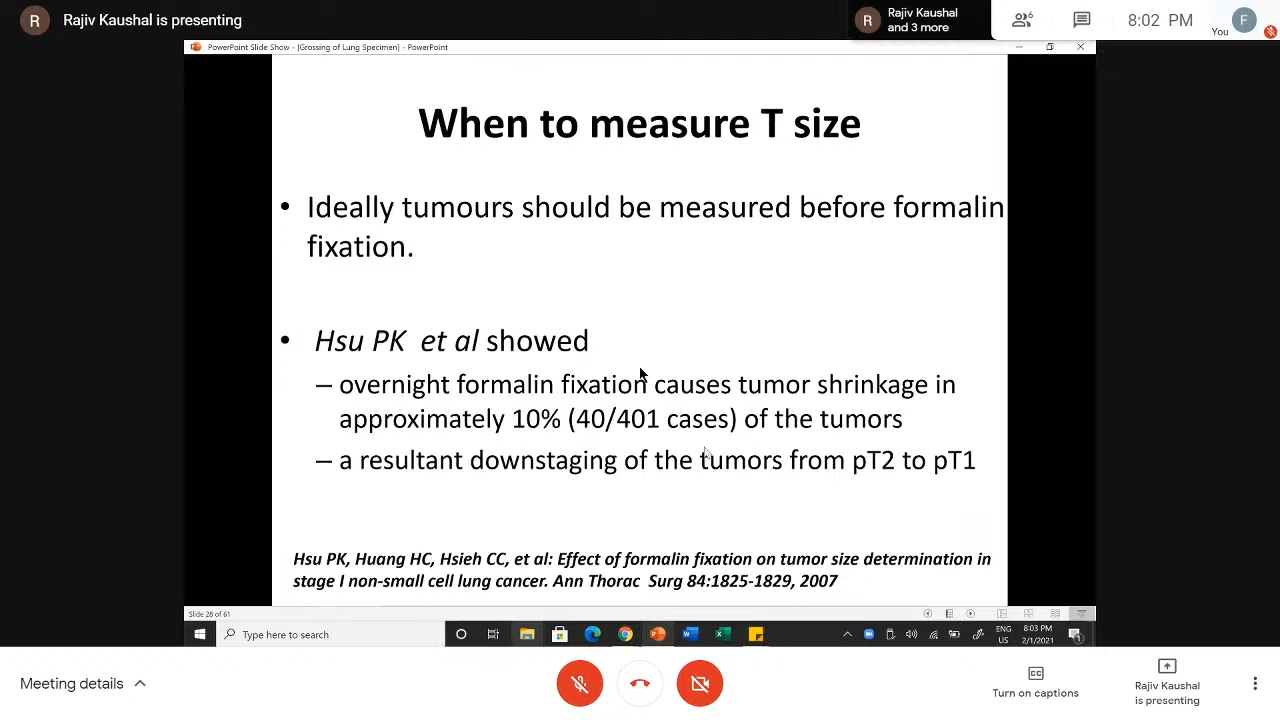 R
Rajiv Kaushal is presenting
R
Rajiv Kaushal
and 3 more
6
8:02 PM
You
F
PowerPoint Slide Show - [Grossing of Lung Specimen] - PowerPoint
When to measure T size
• Ideally tumours should be measured before formalin
fixation.
• Hsu PK et al showed
– overnight formalin fixation causes tumor shrinkage in
approximately 10% (40/401 cases) of the tumors
– a resultant downstaging of the tumors from pT2 to pT1
Hsu PK, Huang HC, Hsieh CC, et al: Effect of formalin fixation on tumor size determination in
stage I non-small cell lung cancer. Ann Thorac Surg 84:1825-1829, 2007
Slide 28 of 61
Type here to search
ENG
US
8:03 PM
2/1/2021
1
Meeting details
CC
Turn on captions
Rajiv Kaushal
is presenting